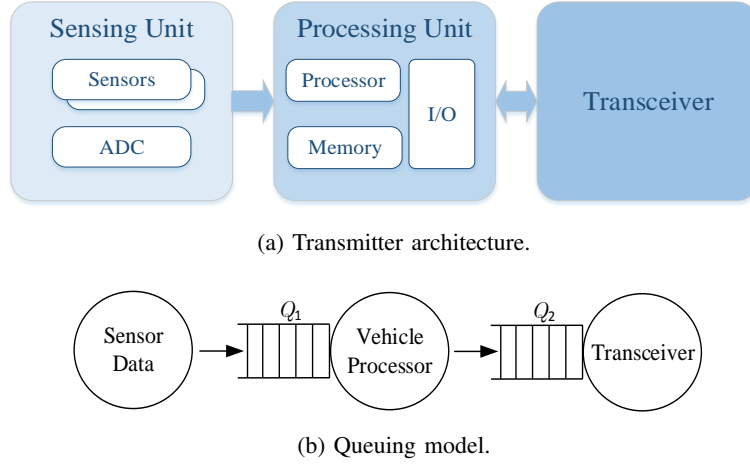 Sensing Unit
Sensors
ADC
Processing Unit
Processor
Memory
I/O
Transceiver
(a) Transmitter architecture.
Sensor
Data
Q1
Vehicle
Processor
Q2
Transceiver
(b) Queuing model.